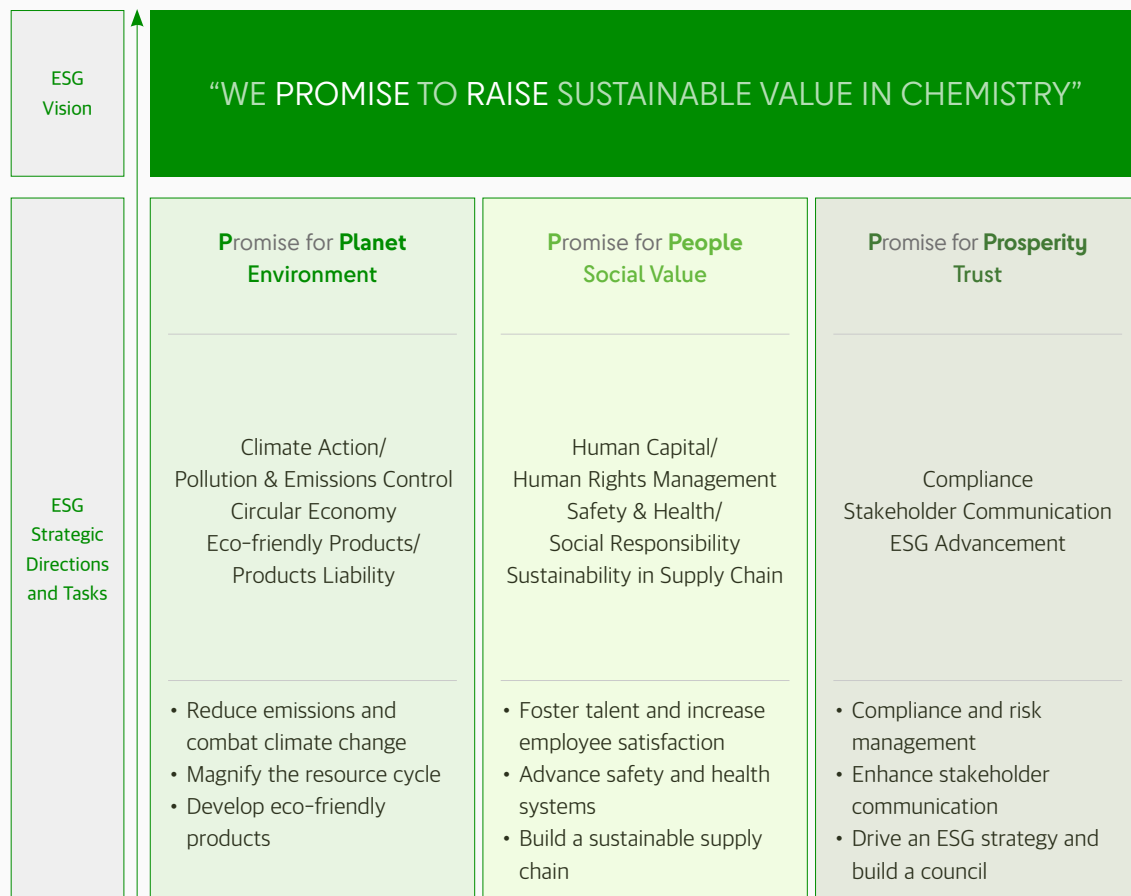 ESG
Vision
“WE PROMISE TO RAISE SUSTAINABLE VALUE IN CHEMISTRY”
ESG
Strategic
Directions
and Tasks
Promise for Planet
Environment
Climate Action/
Pollution & Emissions Control
Circular Economy
Eco-friendly Products/
Products Liability
• Reduce emissions and
combat climate change
• Magnify the resource cycle
• Develop eco-friendly
products
Promise for People
Social Value
Human Capital/
Human Rights Management
Safety & Health/
Social Responsibility
Sustainability in Supply Chain
• Foster talent and increase
employee satisfaction
• Advance safety and health
systems
• Build a sustainable supply
chain
Promise for Prosperity
Trust
Compliance
Stakeholder Communication
ESG Advancement
• Compliance and risk
management
• Enhance stakeholder
communication
• Drive an ESG strategy and
build a council